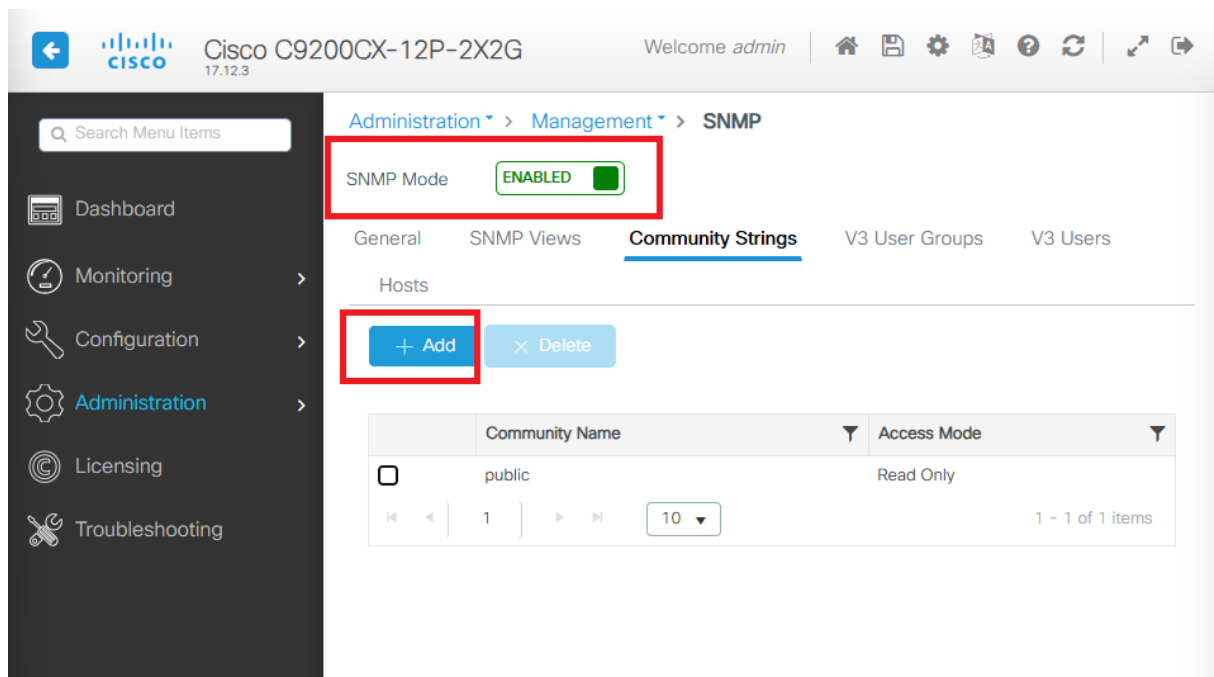 CISCO
Cisco C9200CX-12P-2X2G
17.12.3
Welcome admin
Search Menu Items
Dashboard
Monitoring
Configuration
Administration
Licensing
Troubleshooting
Administration > Management > SNMP
SNMP Mode ENABLED
General SNMP Views Community Strings V3 User Groups V3 Users
Hosts
+ Add × Delete
Community Name Access Mode
public Read Only
1 10 1 - 1 of 1 items